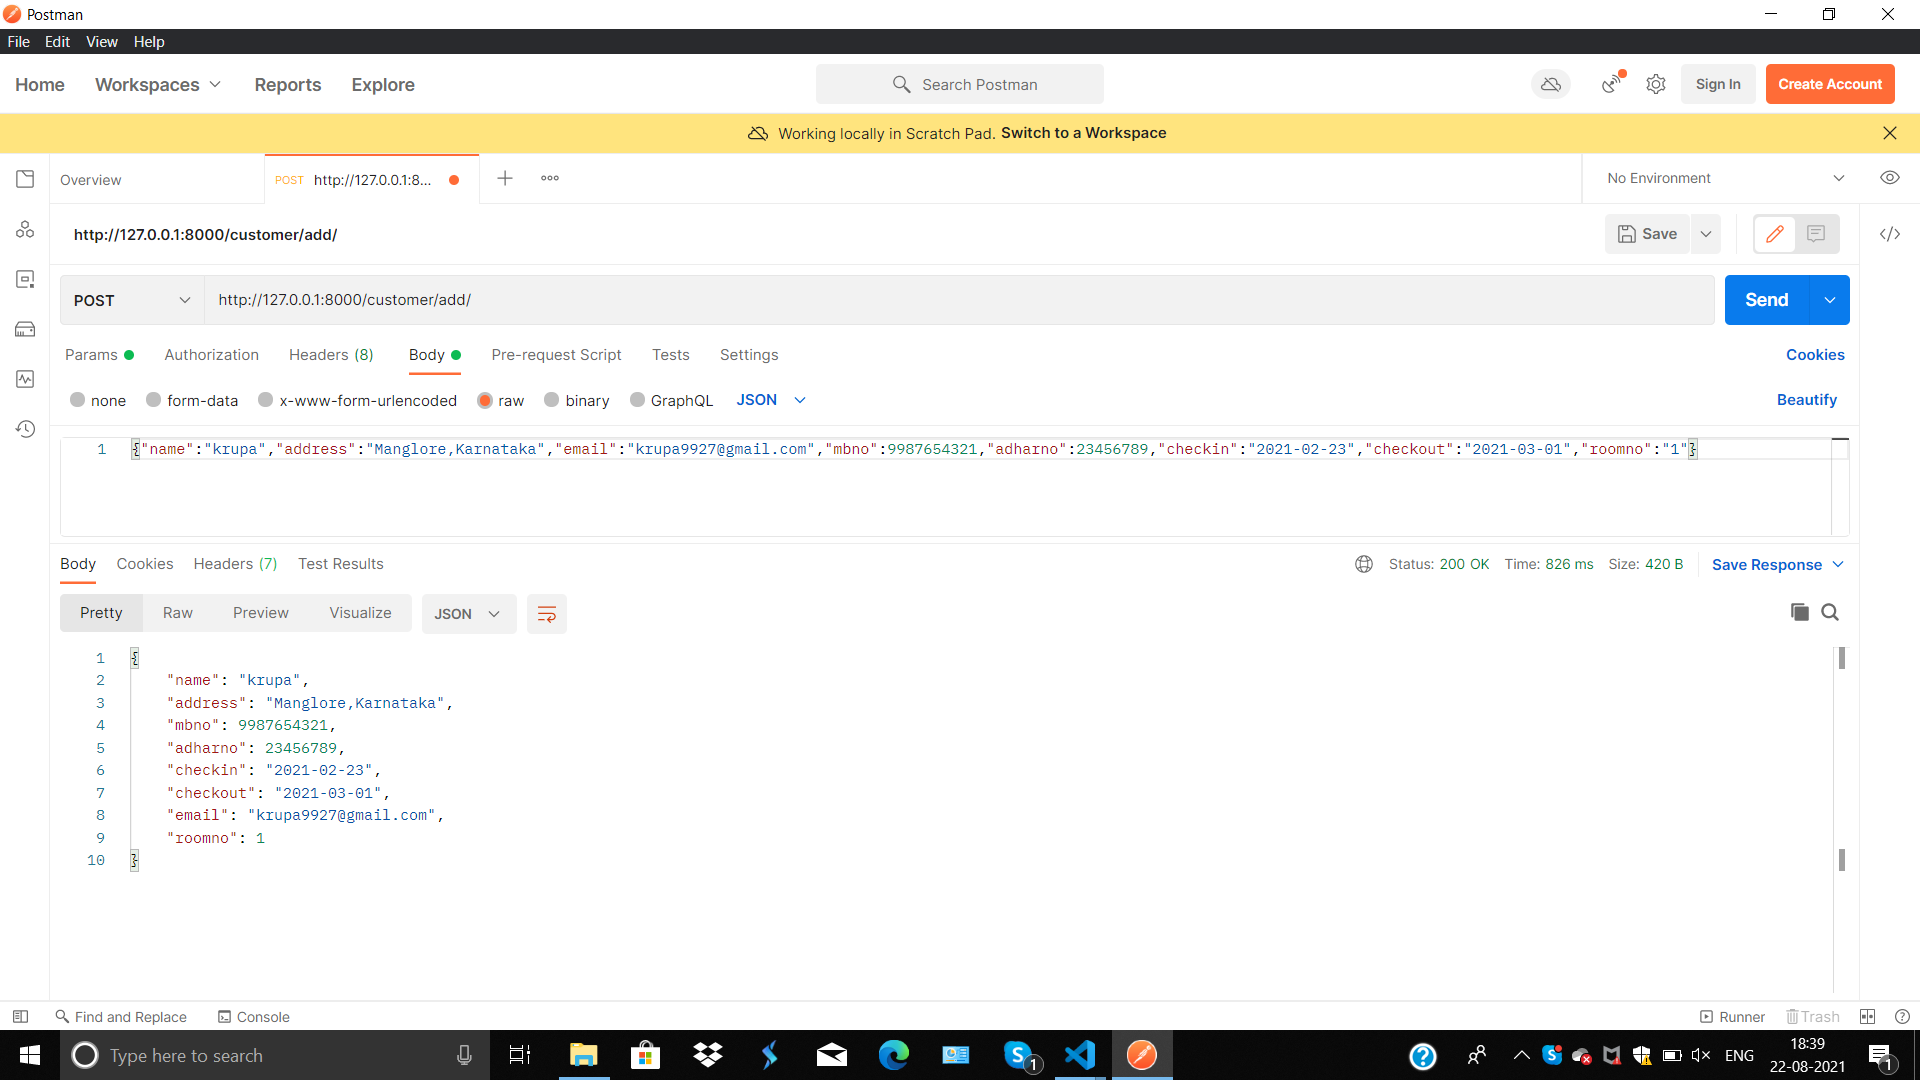 Postman
File Edit View Help
Home Workspaces Reports Explore Search Postman Sign In Create Account
Working locally in Scratch Pad. Switch to a Workspace
Overview POST http://127.0.0.1:8... No Environment
http://127.0.0.1:8000/customer/add/ Save
POST http://127.0.0.1:8000/customer/add/ Send
Params Authorization Headers (8) Body Pre-request Script Tests Settings Cookies
none form-data x-www-form-urlencoded raw binary GraphQL JSON Beautify
1 {"name":"krupa","address":"Manglore,Karnataka","email":"krupa9927@gmail.com","mbno":9987654321,"adharno":23456789,"checkin":"2021-02-23","checkout":"2021-03-01","roomno":"1"}
Body Cookies Headers (7) Test Results Status: 200 OK Time: 826 ms Size: 420 B Save Response
Pretty Raw Preview Visualize JSON
1 {
2 "name": "krupa",
3 "address": "Manglore,Karnataka",
4 "mbno": 9987654321,
5 "adharno": 23456789,
6 "checkin": "2021-02-23",
7 "checkout": "2021-03-01",
8 "email": "krupa9927@gmail.com",
9 "roomno": 1
10 }
Find and Replace Console Runner Trash
Type here to search 1 ENG 18:39 1
22-08-2021